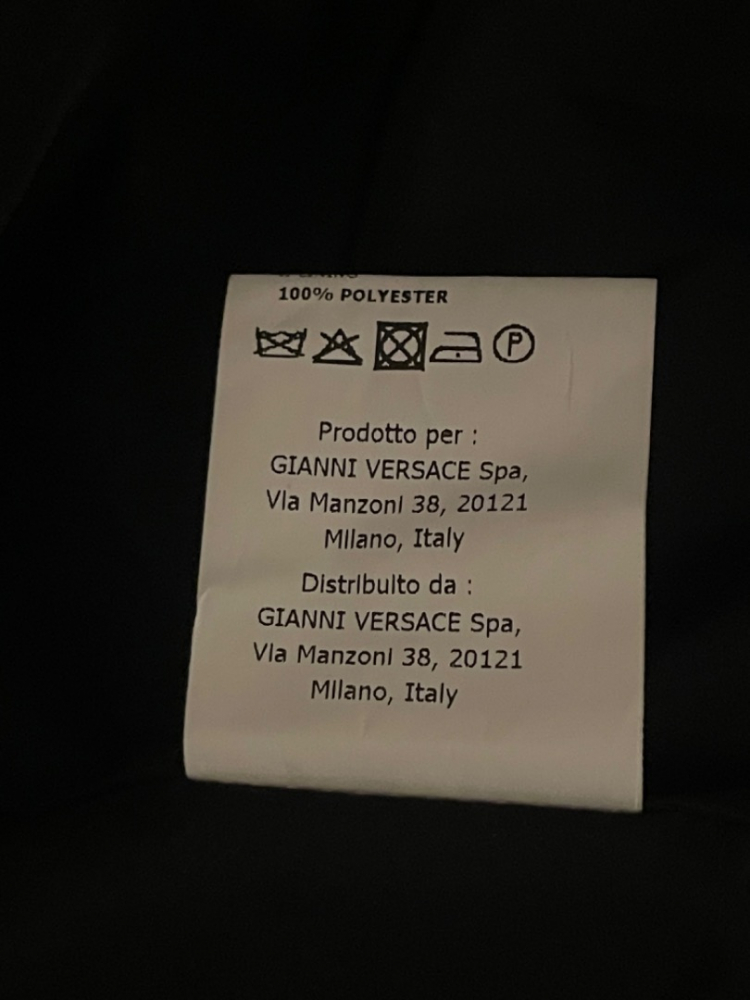 100% POLYESTER
P
Prodotto per :
GIANNI VERSACE Spa,
Via Manzoni 38, 20121
Milano, Italy
Distribuito da :
GIANNI VERSACE Spa,
Via Manzoni 38, 20121
Milano, Italy